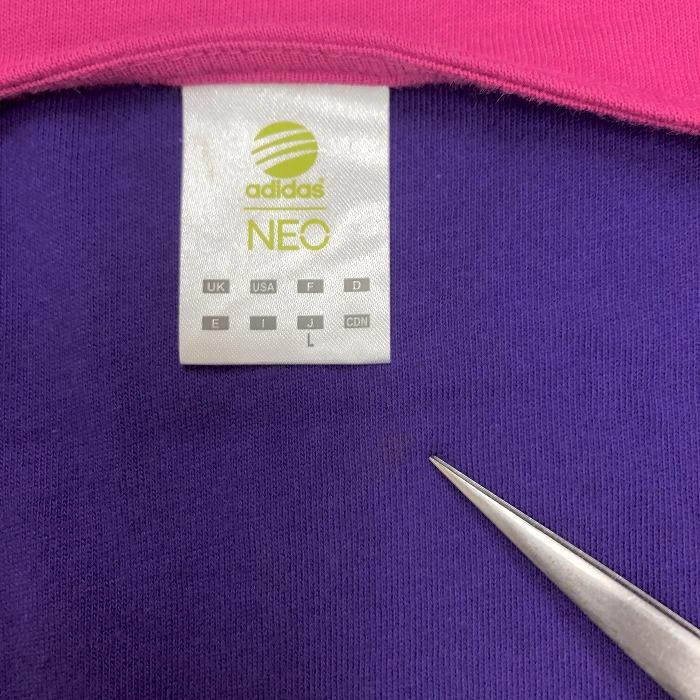 adidas
NEO
UK USA F D
E I J CDN
L